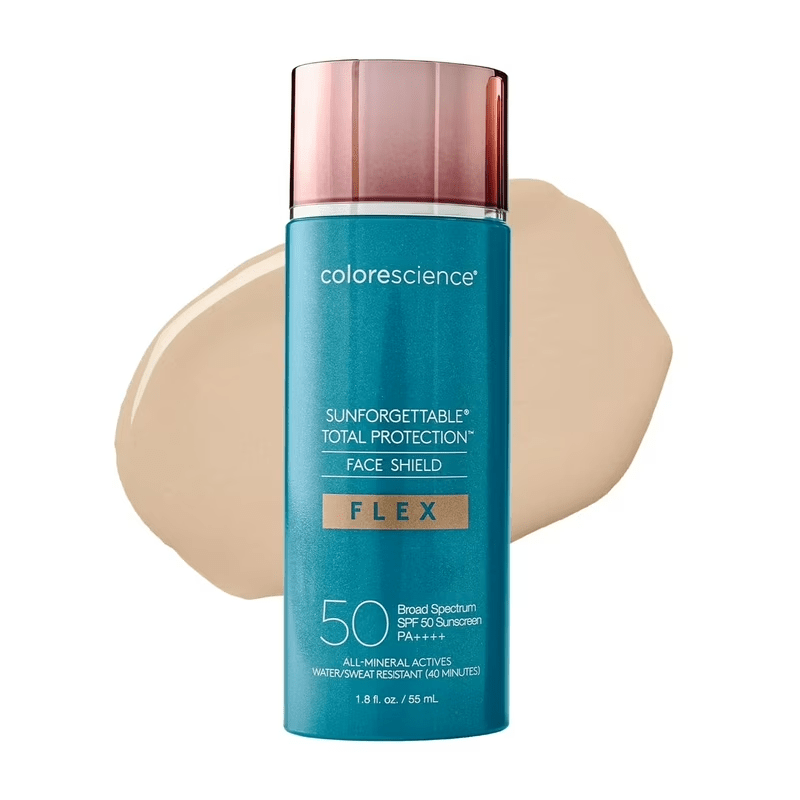 colorescience®
SUNFORGETTABLE®
TOTAL PROTECTION™
FACE SHIELD
FLEX
50
Broad Spectrum
SPF 50 Sunscreen
PA++++
ALL-MINERAL ACTIVES
WATER/SWEAT RESISTANT (40 MINUTES)
1.8 fl. oz. / 55 mL